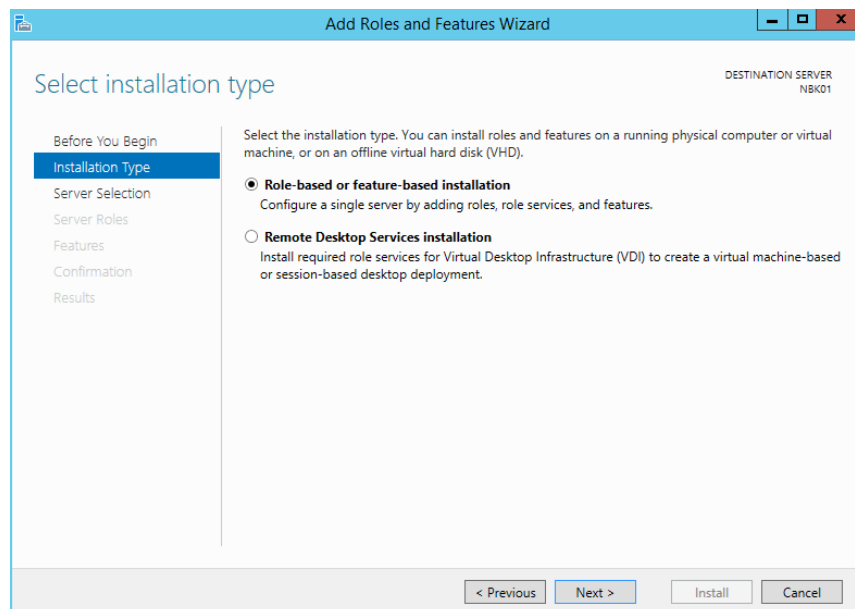 Add Roles and Features Wizard
Select installation type
DESTINATION SERVER
NBK01
Before You Begin
Installation Type
Server Selection
Server Roles
Features
Confirmation
Results
Select the installation type. You can install roles and features on a running physical computer or virtual
machine, or on an offline virtual hard disk (VHD).
Role-based or feature-based installation
Configure a single server by adding roles, role services, and features.
Remote Desktop Services installation
Install required role services for Virtual Desktop Infrastructure (VDI) to create a virtual machine-based
or session-based desktop deployment.
< Previous
Next >
Install
Cancel